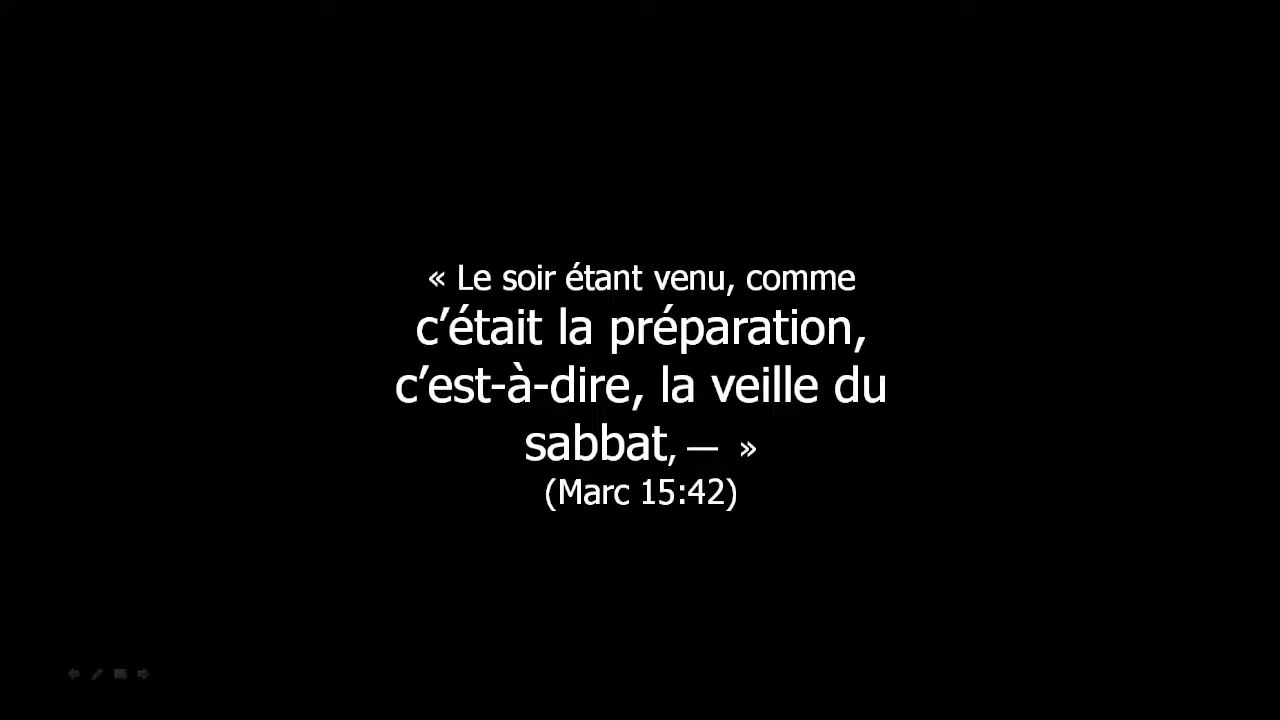 « Le soir étant venu, comme
c’était la préparation,
c’est-à-dire, la veille du
sabbat, — »
(Marc 15:42)